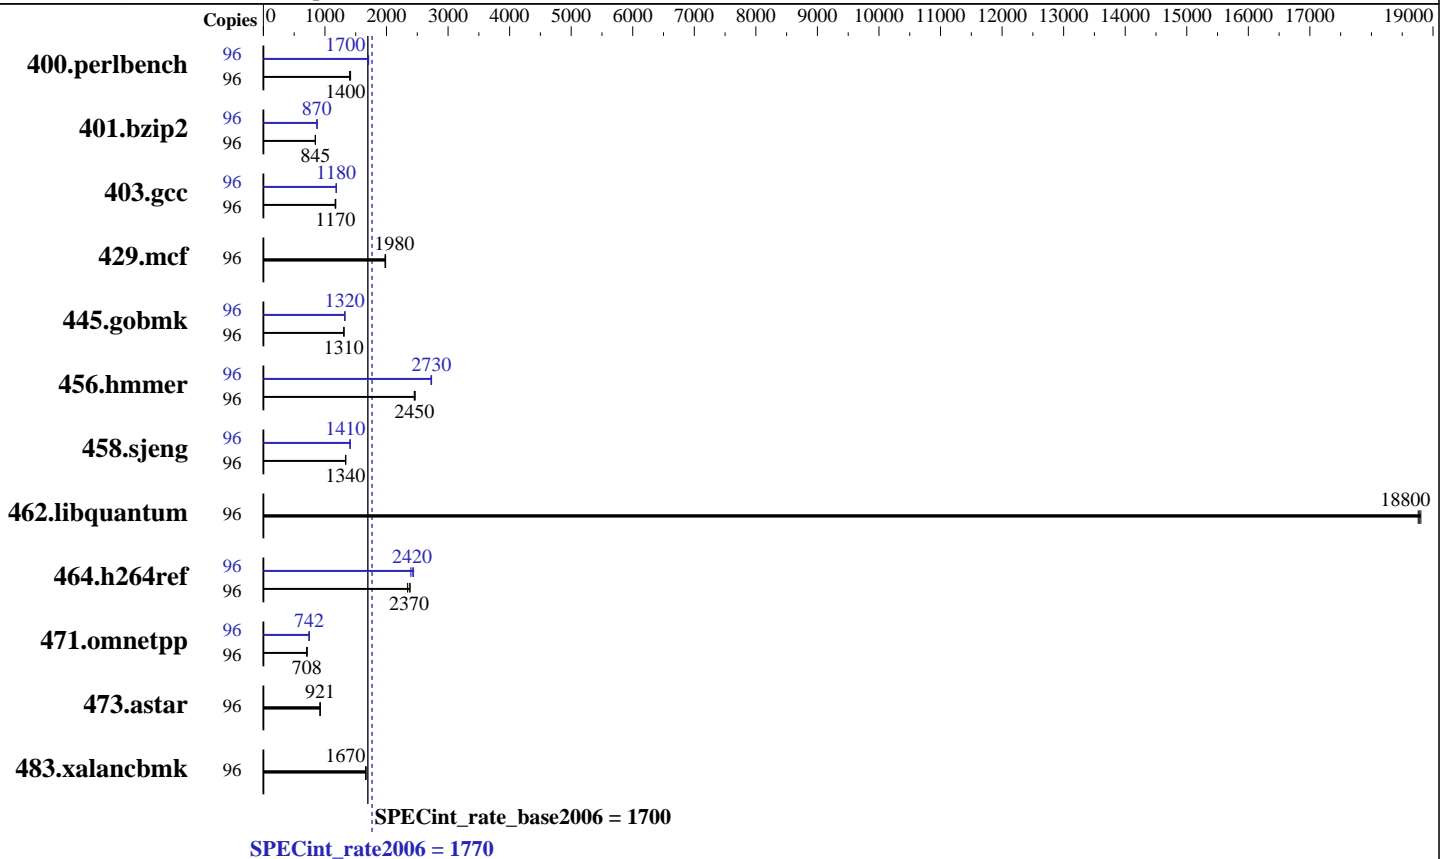 Copies 0 1000 2000 3000 4000 5000 6000 7000 8000 9000 10000 11000 12000 13000 14000 15000 16000 17000 19000
400.perlbench 96 1700
96 1400
401.bzip2 96 870
96 845
403.gcc 96 1180
96 1170
429.mcf 96 1980
445.gobmk 96 1320
96 1310
456.hmmer 96 2730
96 2450
458.sjeng 96 1410
96 1340
462.libquantum 96 18800
464.h264ref 96 2420
96 2370
471.omnetpp 96 742
96 708
473.astar 96 921
483.xalancbmk 96 1670
SPECint_rate_base2006 = 1700
SPECint_rate2006 = 1770